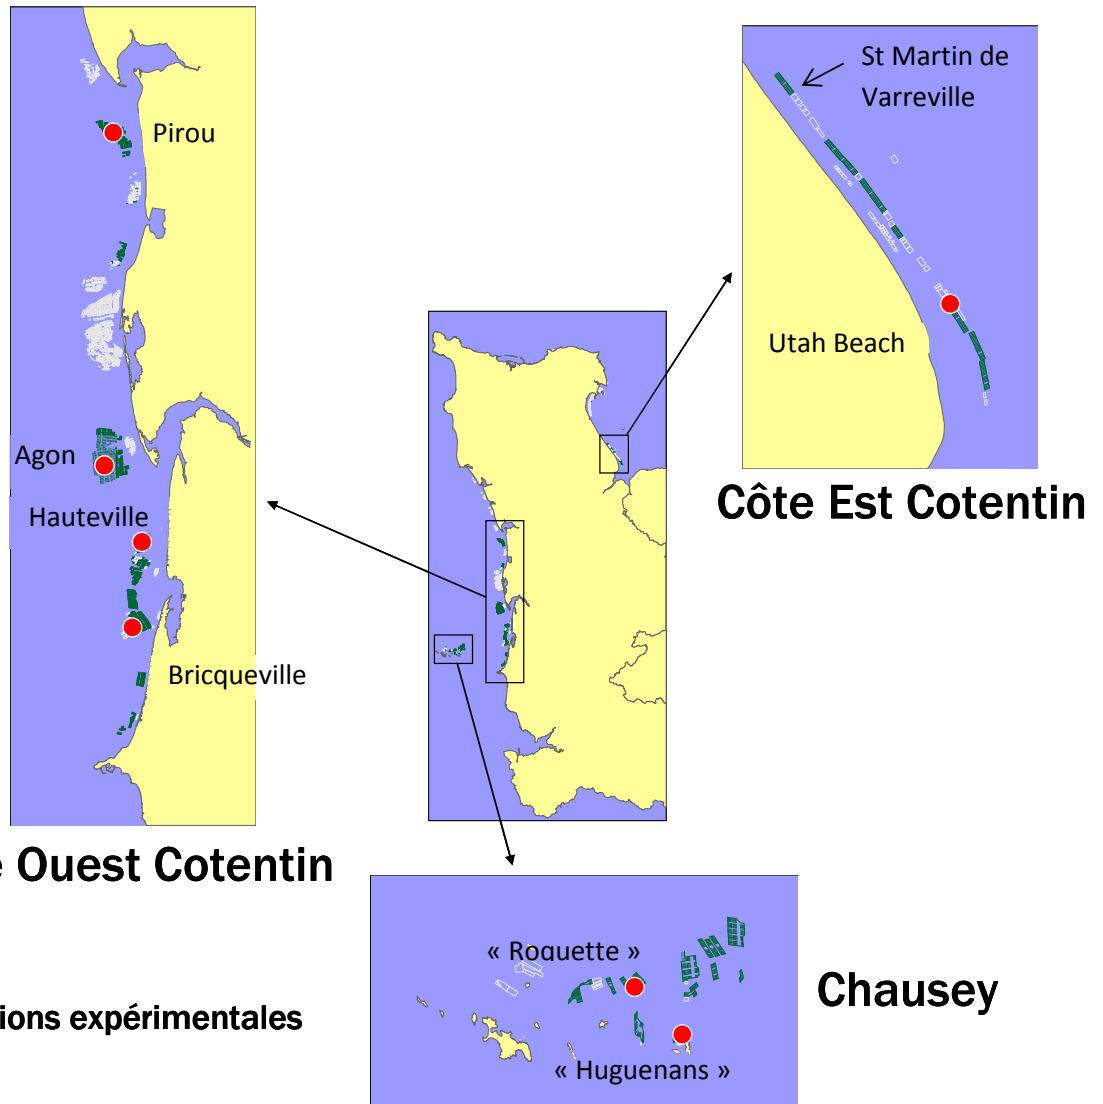 St Martin de
Varreville
Pirou
Utah Beach
Agon
Hauteville
Côte Est Cotentin
Bricqueville
e Ouest Cotentin
« Roquette »
Chausey
ions expérimentales
« Huguenans »